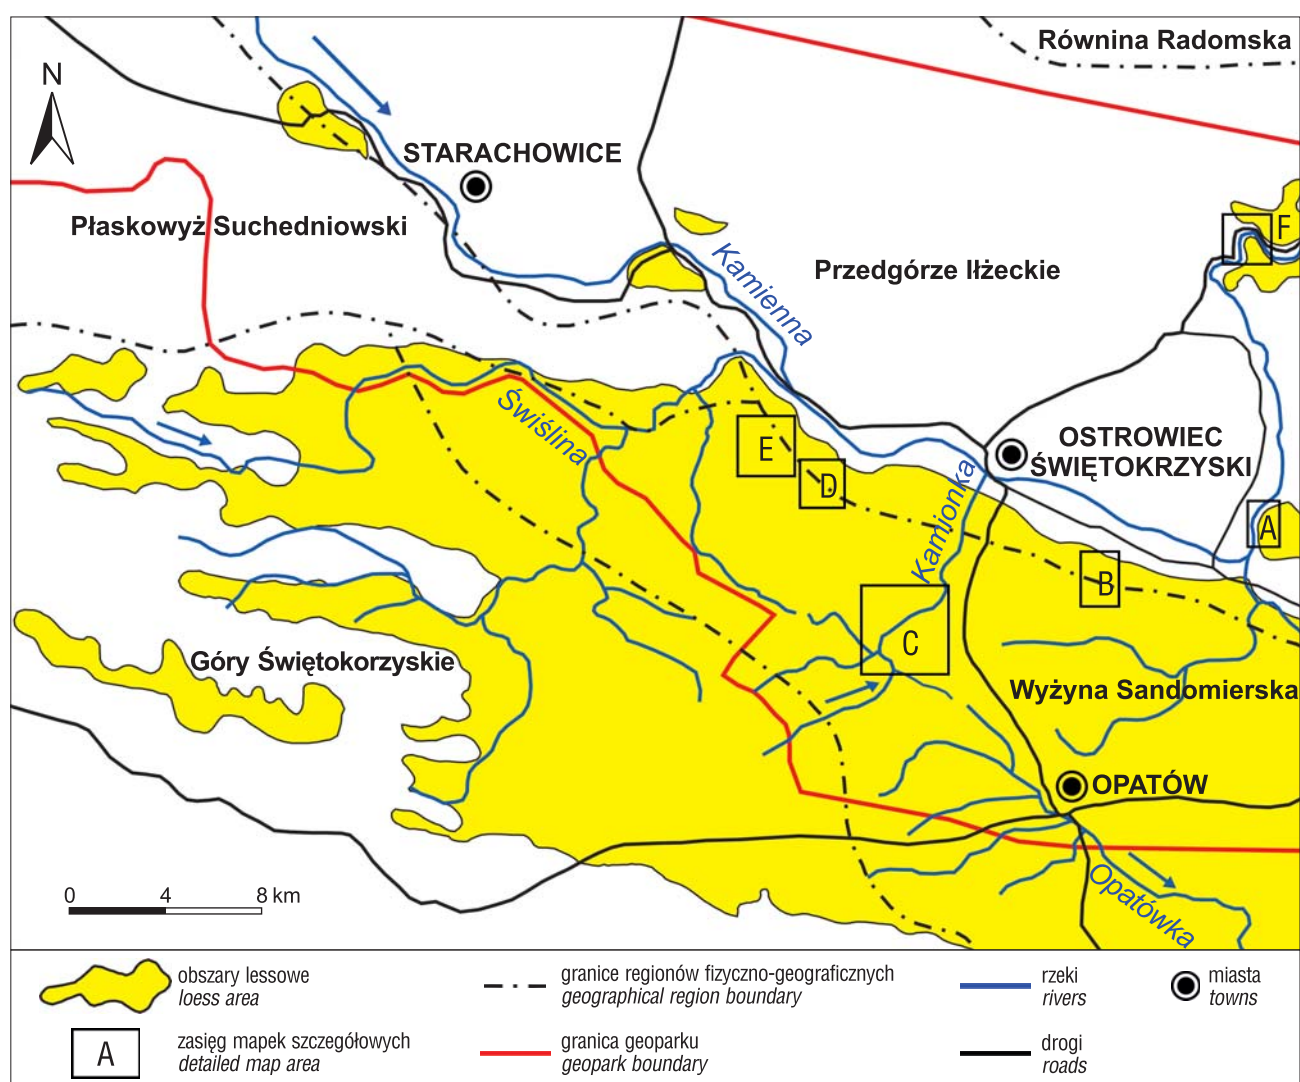 Równina Radomska
N
STARACHOWICE
Płaskowyż Suchedniowski
F
Kamienna
Przedgórze Iłżeckie
Świślina
E
OSTROWIEC
ŚWIĘTOKRZYSKI
D
Kamionka
A
B
C
Góry Świętokorzyskie
Wyżyna Sandomierska
OPATÓW
0 4 8 km
Opatówka
obszary lessowe
loess area
granice regionów fizyczno-geograficznych
geographical region boundary
rzeki
rivers
miasta
towns
A
zasięg mapek szczegółowych
detailed map area
granica geoparku
geopark boundary
drogi
roads